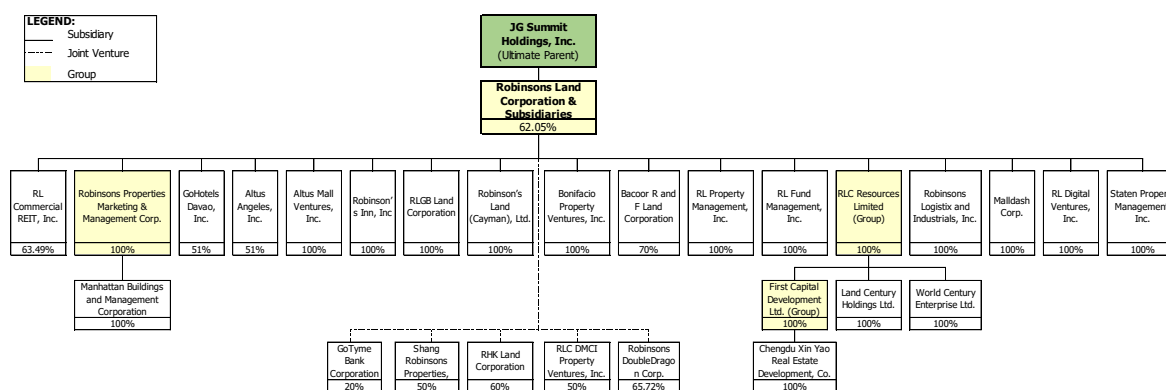 LEGEND:
Subsidiary
Joint Venture
Group
JG Summit
Holdings, Inc.
(Ultimate Parent)
Robinsons Land
Corporation &
Subsidiaries
62.05%
RL
Commercial
REIT, Inc.
63.49%
Robinsons Properties
Marketing &
Management Corp.
100%
GoHotels
Davao,
Inc.
51%
Altus
Angeles,
Inc.
51%
Altus Mall
Ventures, Inc.
100%
Robinson'
s Inn, Inc
100%
RLGB Land
Corporation
100%
Robinson's
Land
(Cayman), Ltd.
100%
Bonifacio
Property
Ventures, Inc.
100%
Bacoor R and
F Land
Corporation
70%
RL Property
Management,
Inc.
100%
RL Fund
Management,
Inc.
100%
RLC Resources
Limited
(Group)
100%
Robinsons
Logistix and
Industrials, Inc.
100%
Malldash
Corp.
100%
RL Digital
Ventures,
Inc.
100%
Staten Property
Management
Inc.
100%
Manhattan Buildings
and Management
Corporation
100%
First Capital
Development
Ltd. (Group)
100%
Land Century
Holdings Ltd.
100%
World Century
Enterprise Ltd.
100%
GoTyme
Bank
Corporation
20%
Shang
Robinsons
Properties,
50%
RHK Land
Corporation
60%
RLC DMCI
Property
Ventures, Inc.
50%
Robinsons
DoubleDrago
n Corp.
65.72%
Chengdu Xin Yao
Real Estate
Development, Co.
100%